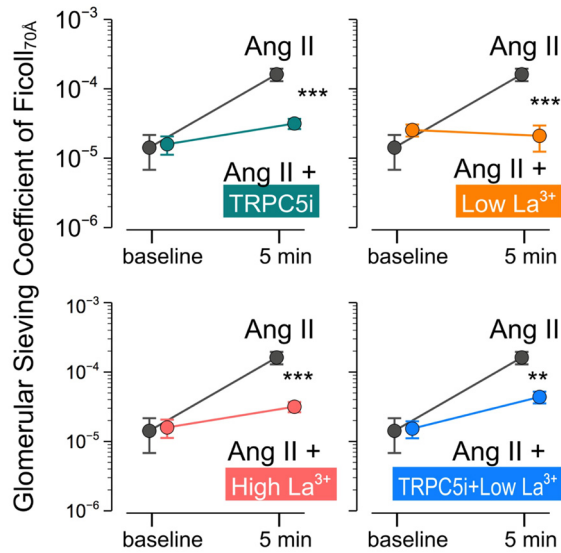 Glomerular Sieving Coefficient of Ficoll70Å
10−3
10−4
10−5
10−6
Ang II
***
Ang II +
TRPC5i
baseline
5 min
Ang II
***
Ang II +
Low La3+
baseline
5 min
10−3
10−4
10−5
10−6
Ang II
***
Ang II +
High La3+
baseline
5 min
Ang II
**
Ang II +
TRPC5i+Low La3+
baseline
5 min